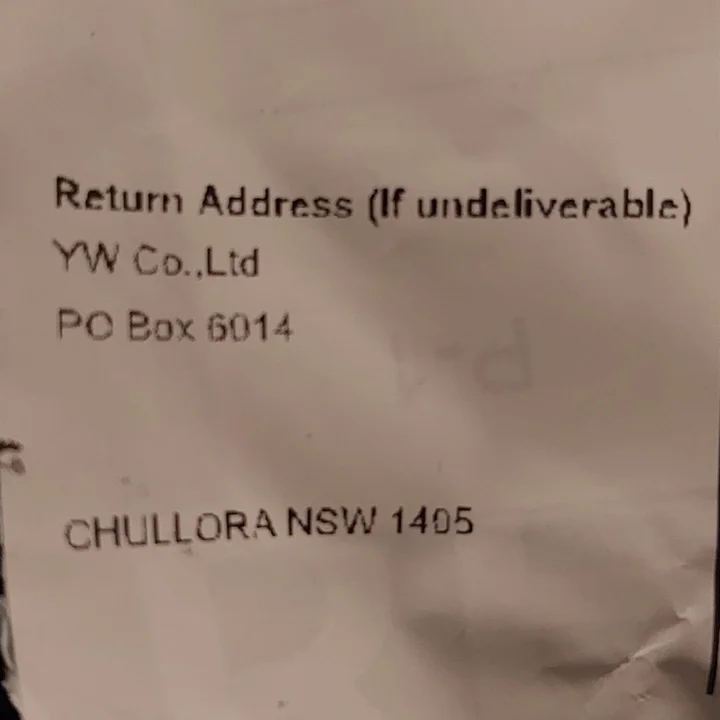 Return Address (If undeliverable)
YW Co.,Ltd
PO Box 6014
CHULLORA NSW 1405